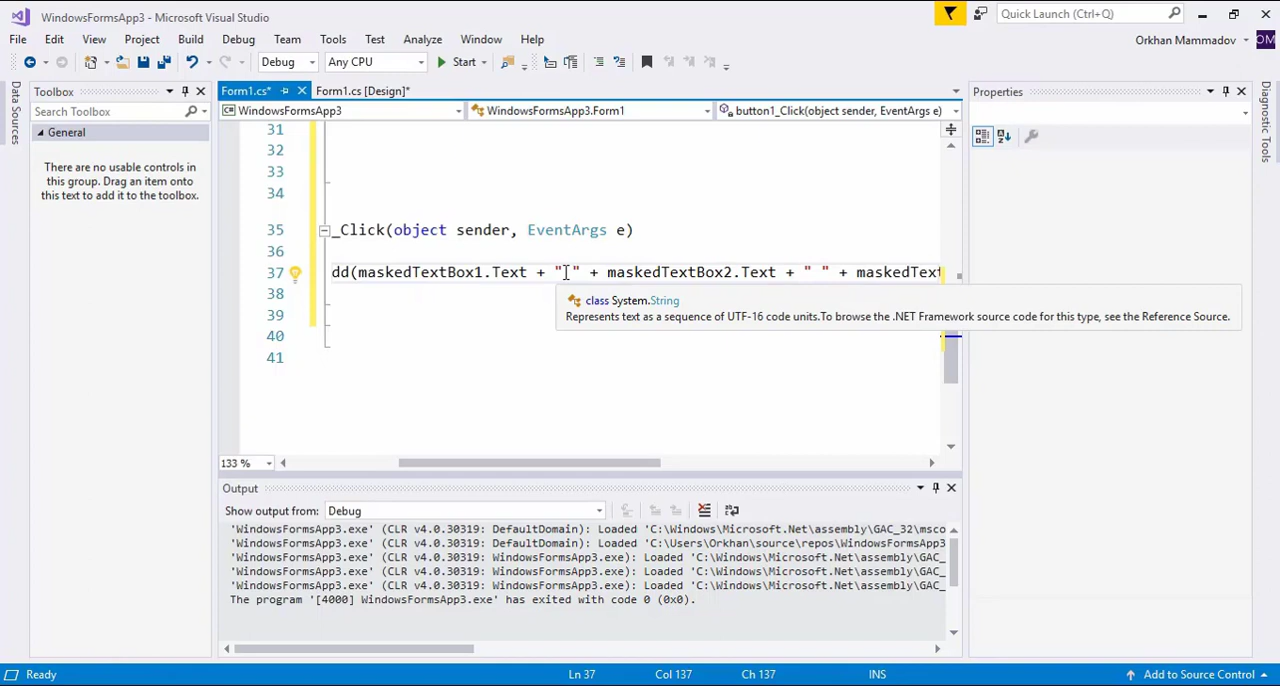 WindowsFormsApp3 - Microsoft Visual Studio
Quick Launch (Ctrl+Q)
File Edit View Project Build Debug Team Tools Test Analyze Window Help
Orkhan Mammadov OM
Debug Any CPU Start
Data Sources
Toolbox
Search Toolbox
General
There are no usable controls in
this group. Drag an item onto
this text to add it to the toolbox.
Form1.cs* Form1.cs [Design]*
WindowsFormsApp3 WindowsFormsApp3.Form1 button1_Click(object sender, EventArgs e)
31
32
33
34
35 _Click(object sender, EventArgs e)
36
37 dd(maskedTextBox1.Text + " " + maskedTextBox2.Text + " " + maskedText
38
39
40
41
class System.String
Represents text as a sequence of UTF-16 code units.To browse the .NET Framework source code for this type, see the Reference Source.
133 %
Output
Show output from: Debug
'WindowsFormsApp3.exe' (CLR v4.0.30319: DefaultDomain): Loaded 'C:\Windows\Microsoft.Net\assembly\GAC_32\msco
'WindowsFormsApp3.exe' (CLR v4.0.30319: DefaultDomain): Loaded 'C:\Users\Orkhan\source\repos\WindowsFormsApp3
'WindowsFormsApp3.exe' (CLR v4.0.30319: WindowsFormsApp3.exe): Loaded 'C:\Windows\Microsoft.Net\assembly\GAC_
'WindowsFormsApp3.exe' (CLR v4.0.30319: WindowsFormsApp3.exe): Loaded 'C:\Windows\Microsoft.Net\assembly\GAC_
'WindowsFormsApp3.exe' (CLR v4.0.30319: WindowsFormsApp3.exe): Loaded 'C:\Windows\Microsoft.Net\assembly\GAC_
The program '[4000] WindowsFormsApp3.exe' has exited with code 0 (0x0).
Properties
Diagnostic Tools
Ready Ln 37 Col 137 Ch 137 INS Add to Source Control